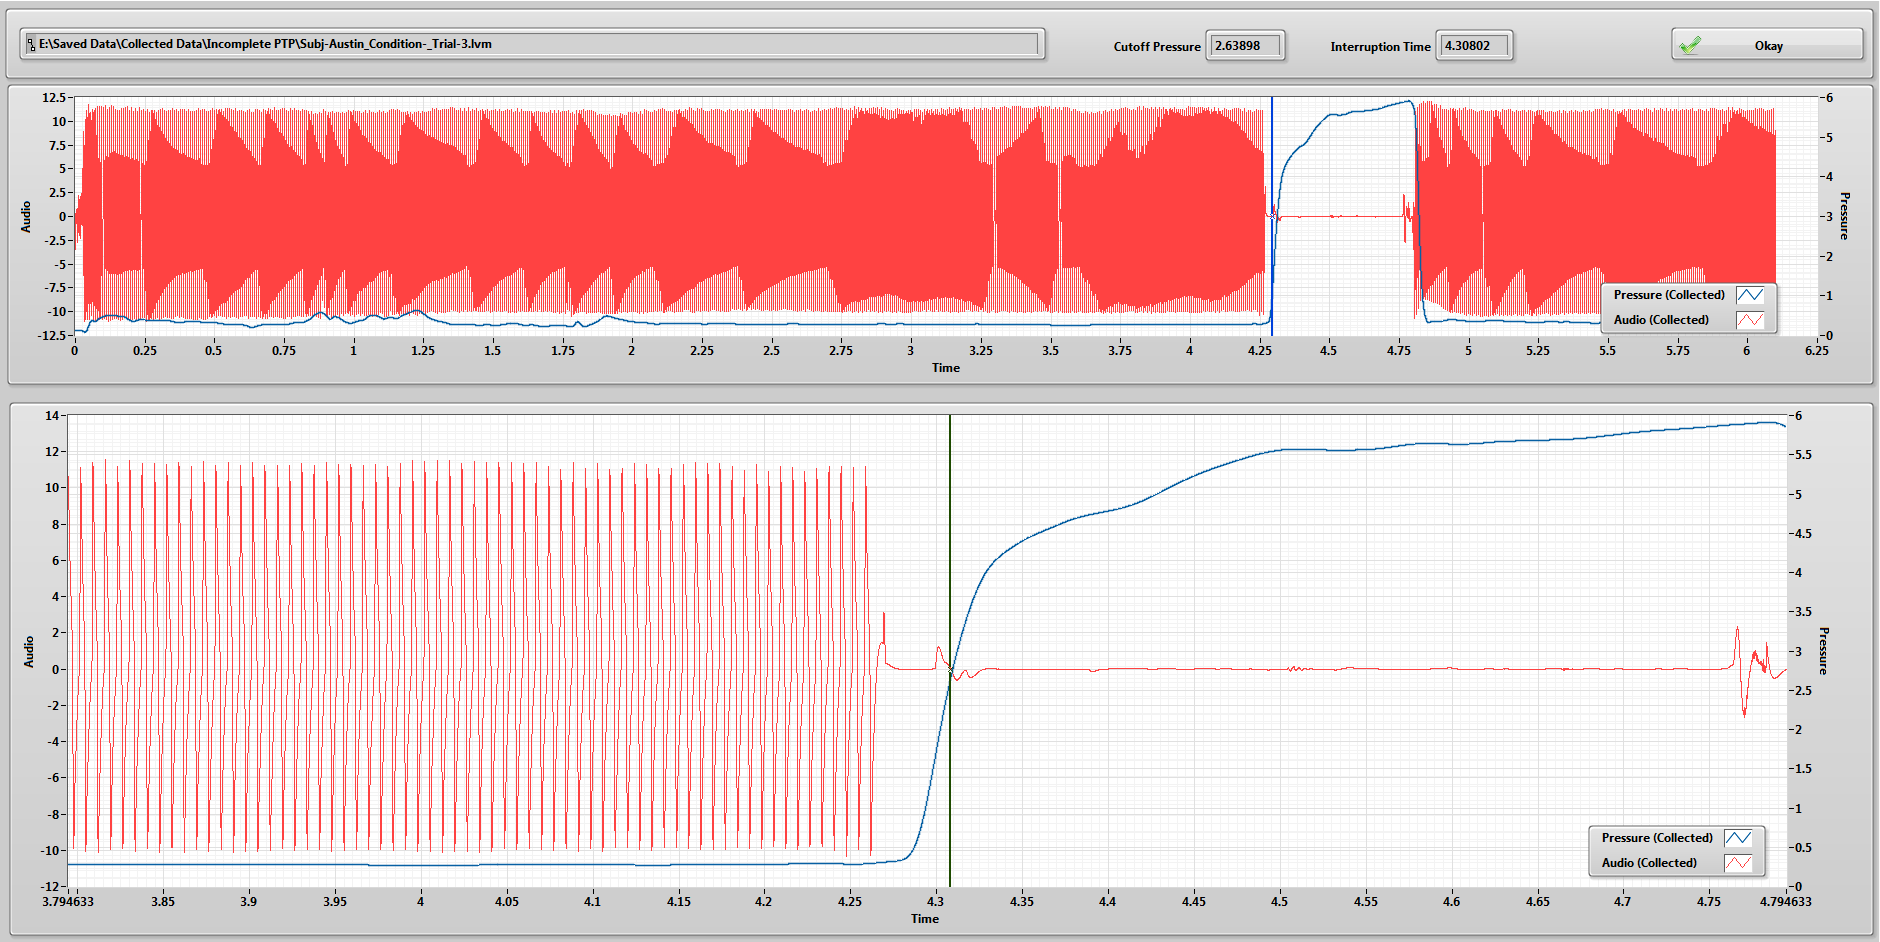 E:\Saved Data\Collected Data\Incomplete PTP\Subj-Austin_Condition-_Trial-3.lvm
Cutoff Pressure 2.63898
Interruption Time 4.30802
Okay
12.5
10
7.5
5
2.5
0
-2.5
-5
-7.5
-10
-12.5
Audio
6
5
4
3
2
1
0
Pressure
Pressure (Collected)
Audio (Collected)
0 0.25 0.5 0.75 1 1.25 1.5 1.75 2 2.25 2.5 2.75 3 3.25 3.5 3.75 4 4.25 4.5 4.75 5 5.25 5.5 5.75 6 6.25
Time
14
12
10
8
6
4
2
0
-2
-4
-6
-8
-10
-12
Audio
6
5.5
5
4.5
4
3.5
3
2.5
2
1.5
1
0.5
0
Pressure
Pressure (Collected)
Audio (Collected)
3.794633 3.85 3.9 3.95 4 4.05 4.1 4.15 4.2 4.25 4.3 4.35 4.4 4.45 4.5 4.55 4.6 4.65 4.7 4.75 4.794633
Time